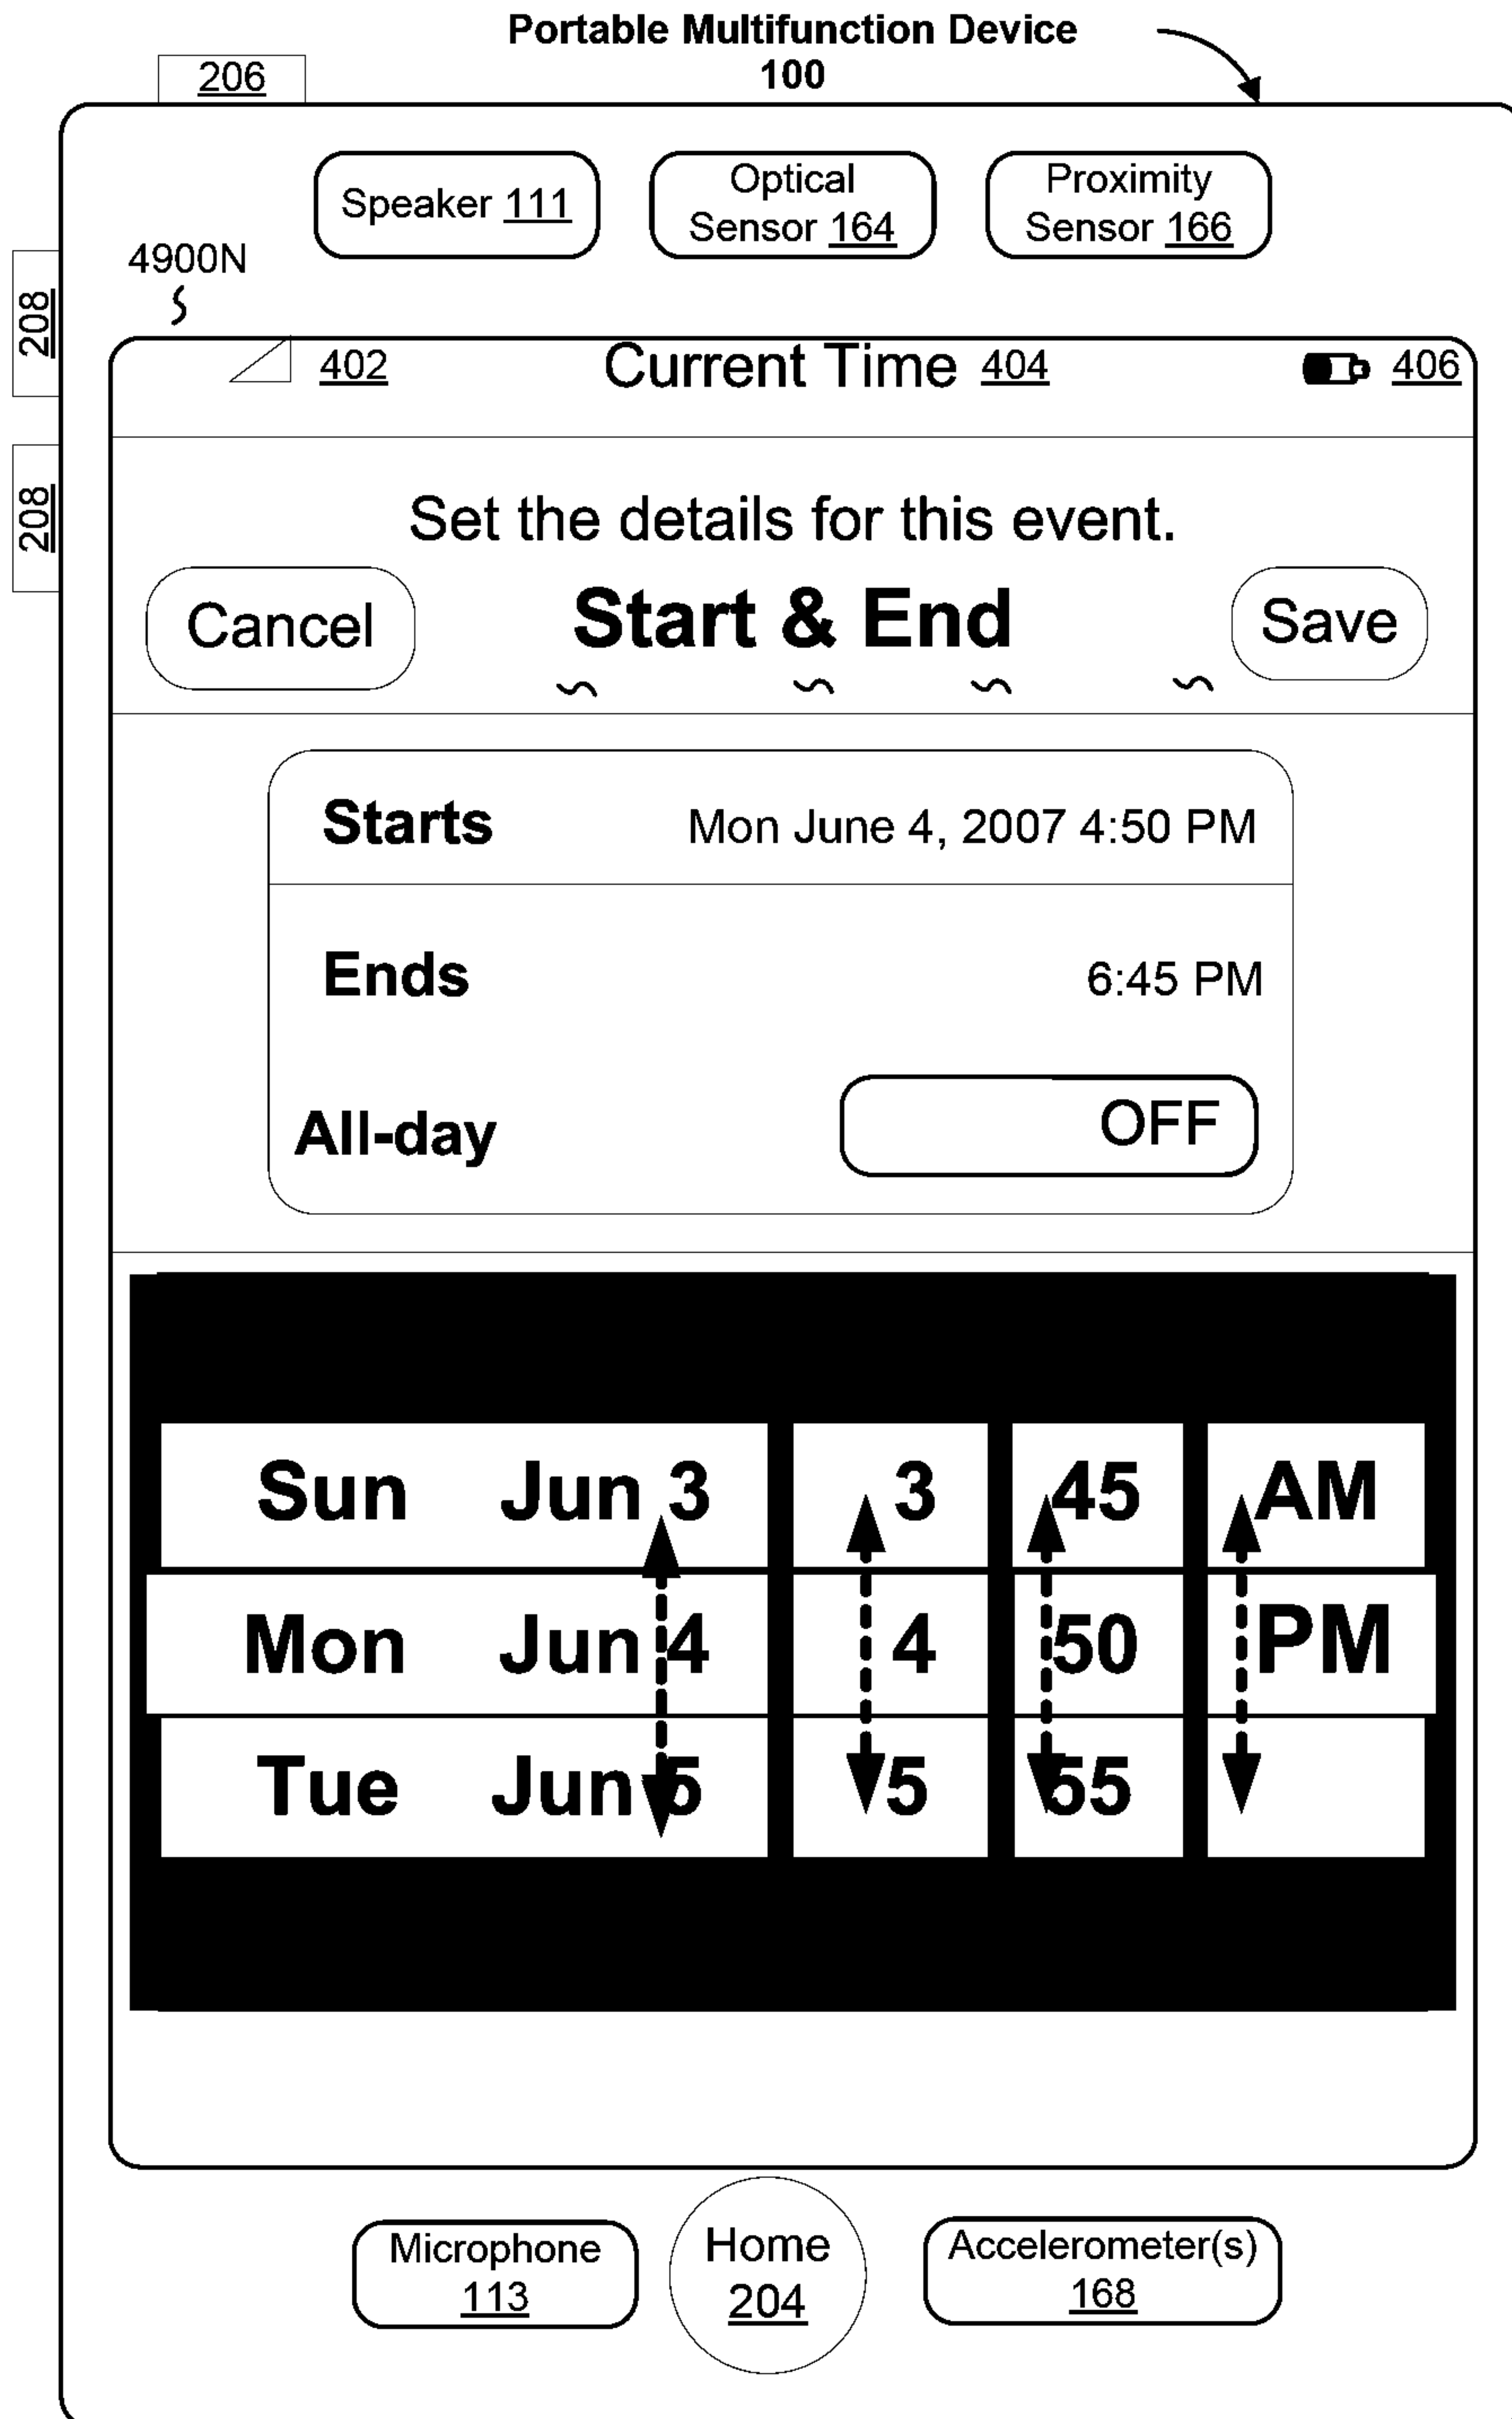 Portable Multifunction Device
100
206
Speaker 111
Optical
Sensor 164
Proximity
Sensor 166
4900N
208
208
402
Current Time 404
406
Set the details for this event.
Cancel
Start & End
Save
Starts Mon June 4, 2007 4:50 PM
Ends 6:45 PM
All-day OFF
Sun Jun 3 3 45 AM
Mon Jun 4 4 50 PM
Tue Jun 5 5 55
Microphone
113
Home
204
Accelerometer(s)
168